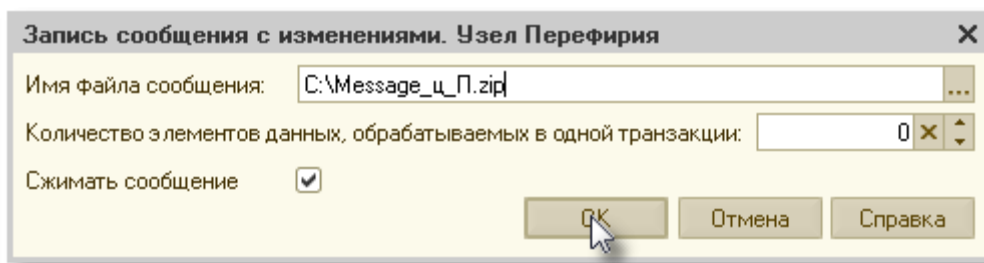 Запись сообщения с изменениями. Узел Перефирия
Имя файла сообщения: C:\Message_ц_П.zip ...
Количество элементов данных, обрабатываемых в одной транзакции: 0
Сжимать сообщение
OK Отмена Справка